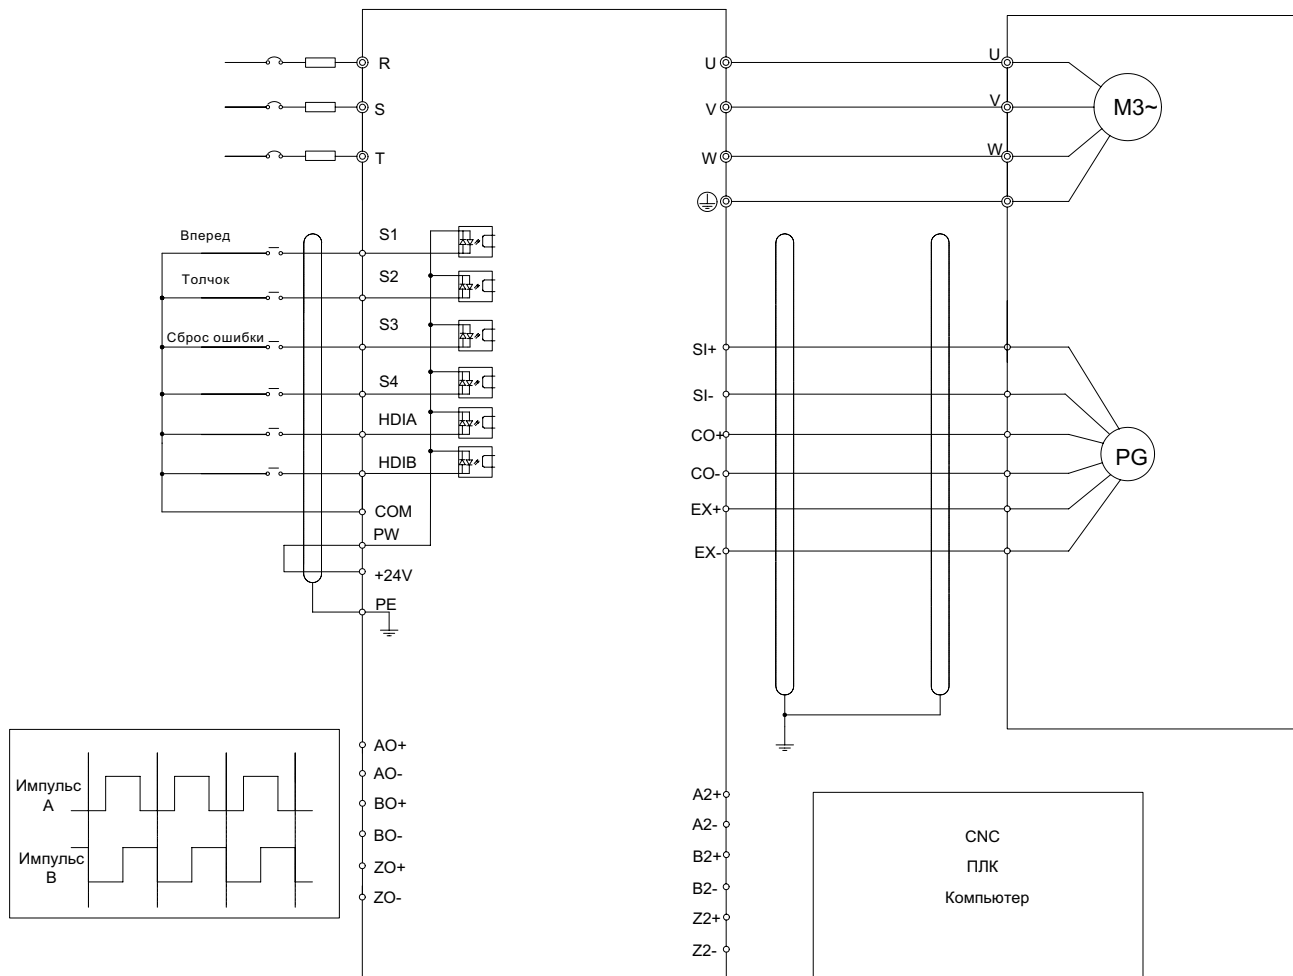 R
S
T
U
V
W
U
V
W
M3~
Вперед
Толчок
Сброс ошибки
S1
S2
S3
S4
HDIA
HDIB
COM
PW
+24V
PE
SI+
SI-
CO+
CO-
EX+
EX-
PG
Импульс
A
Импульс
B
AO+
AO-
BO+
BO-
ZO+
ZO-
A2+
A2-
B2+
B2-
Z2+
Z2-
CNC
ПЛК
Компьютер